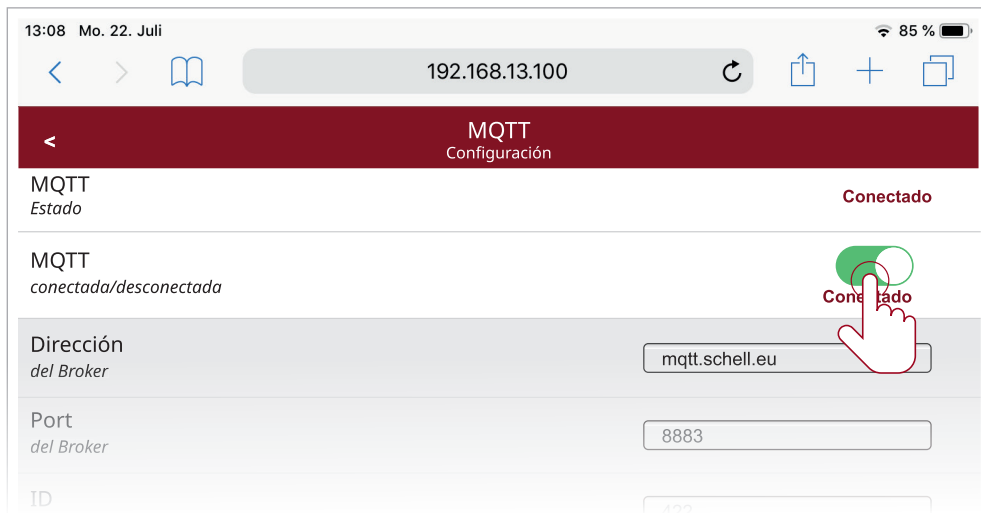 13:08 Mo. 22. Juli 85 %
192.168.13.100
<
MQTT
Configuración
MQTT
Estado
Conectado
MQTT
conectada/desconectada
Conectado
Dirección
del Broker
mqtt.schell.eu
Port
del Broker
8883
ID